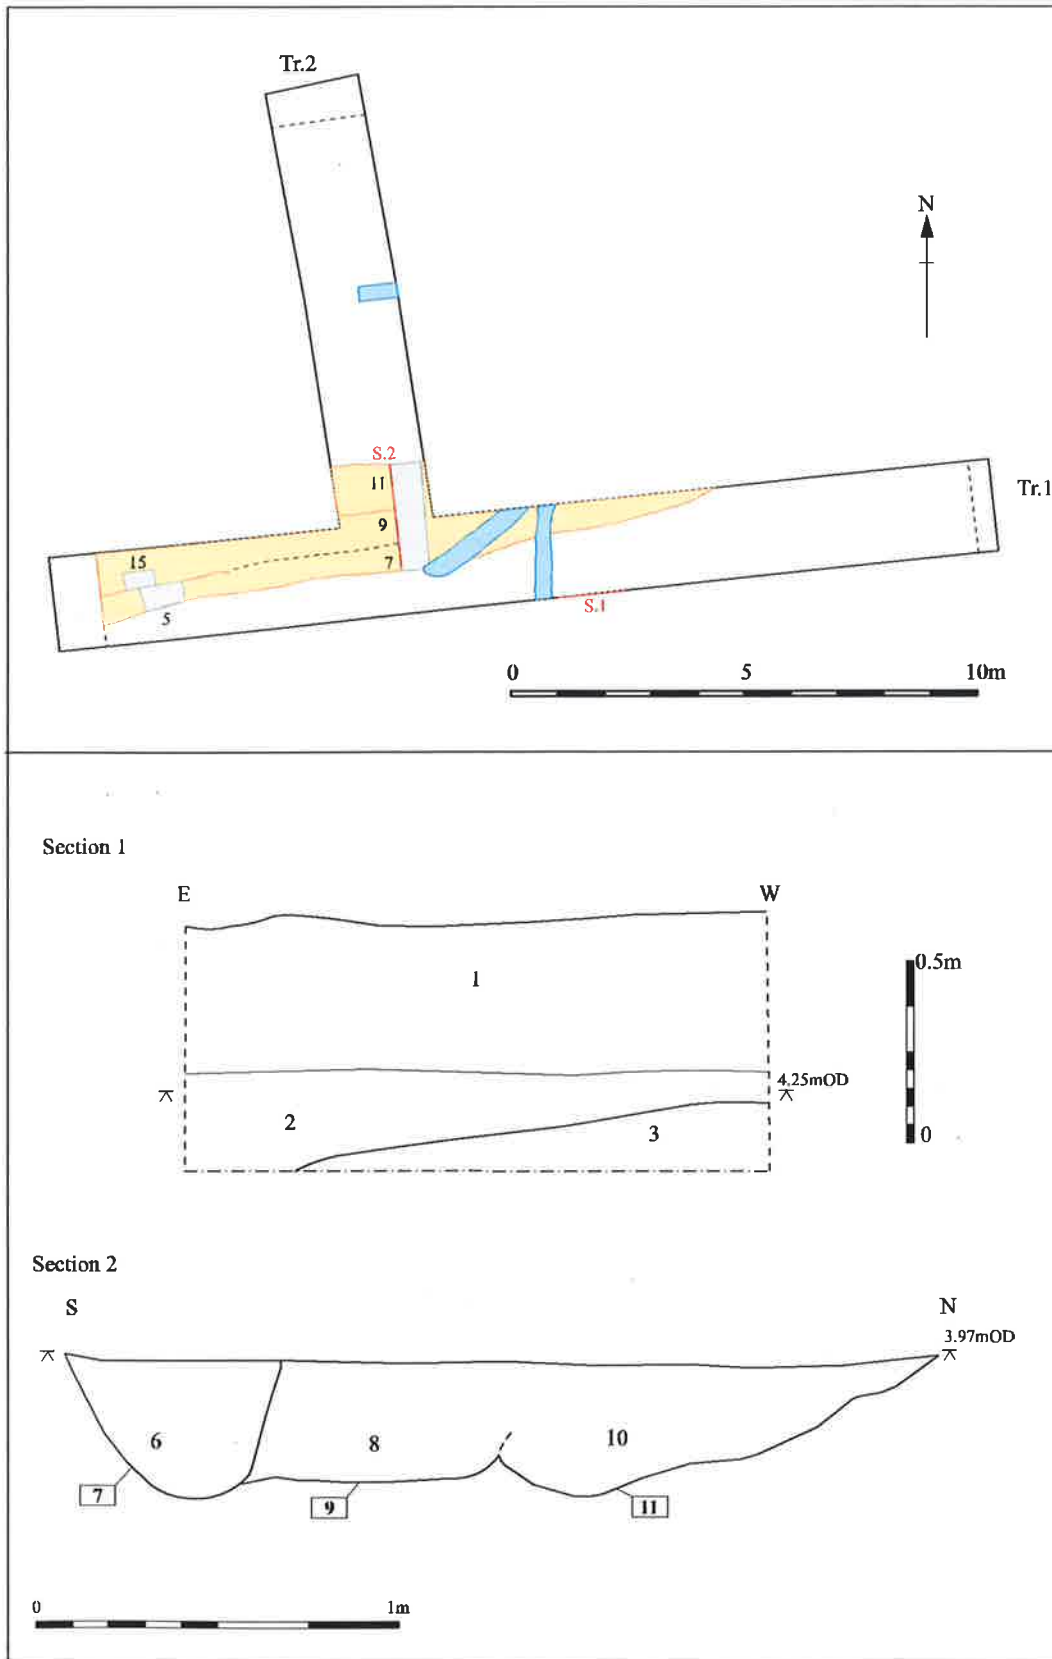 Tr.2
N
S.2
11
Tr.1
9
15
7
5
S.1
0 5 10m
Section 1
E W
1
0.5m
4.25mOD
2
3
0
Section 2
S N
3.97mOD
6 8 10
7
9 11
0 1m